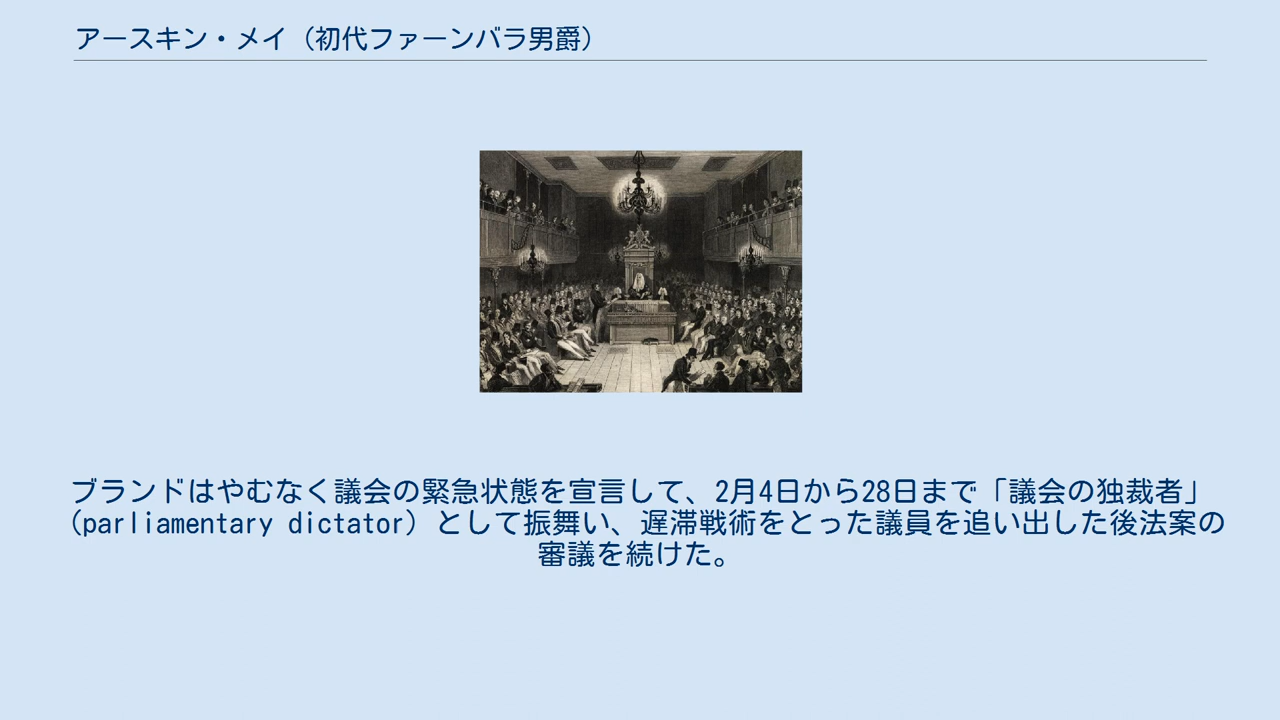 アースキン・メイ（初代ファーンバラ男爵）
ブランドはやむなく議会の緊急状態を宣言して、2月4日から28日まで「議会の独裁者」
（parliamentary dictator）として振舞い、遅滞戦術をとった議員を追い出した後法案の
審議を続けた。